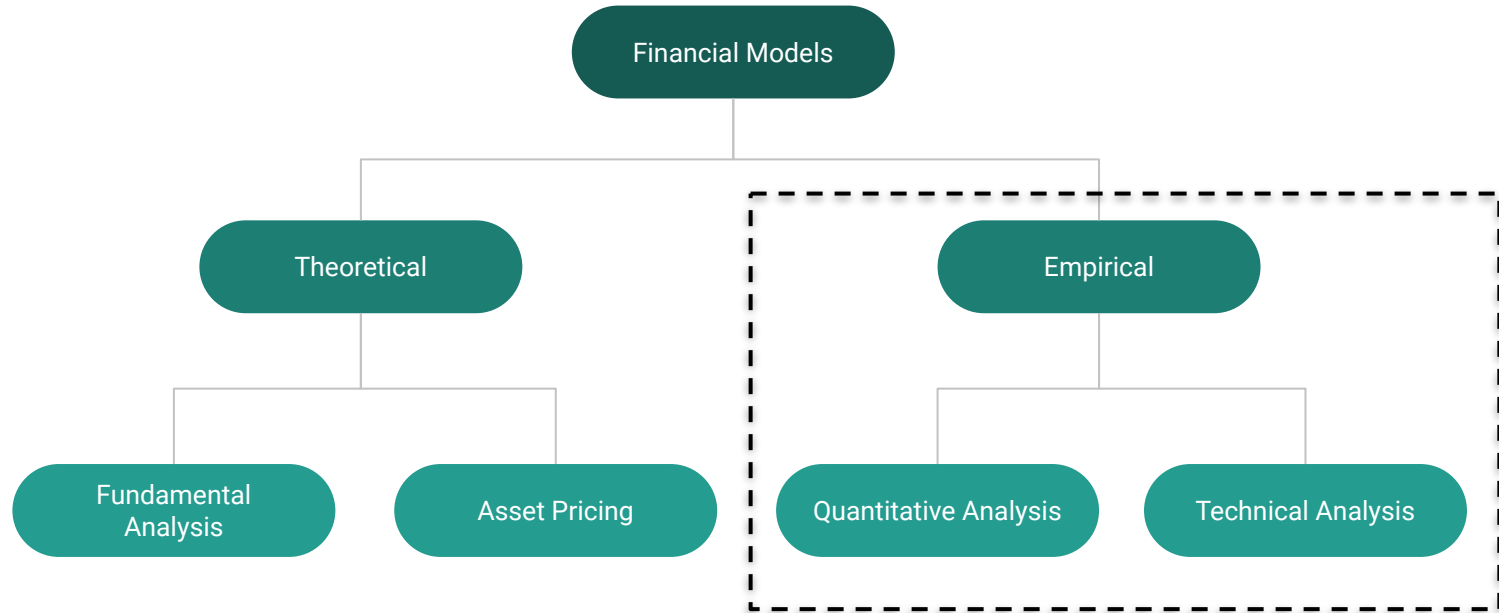 Financial Models
Theoretical
Empirical
Fundamental
Analysis
Asset Pricing
Quantitative Analysis
Technical Analysis